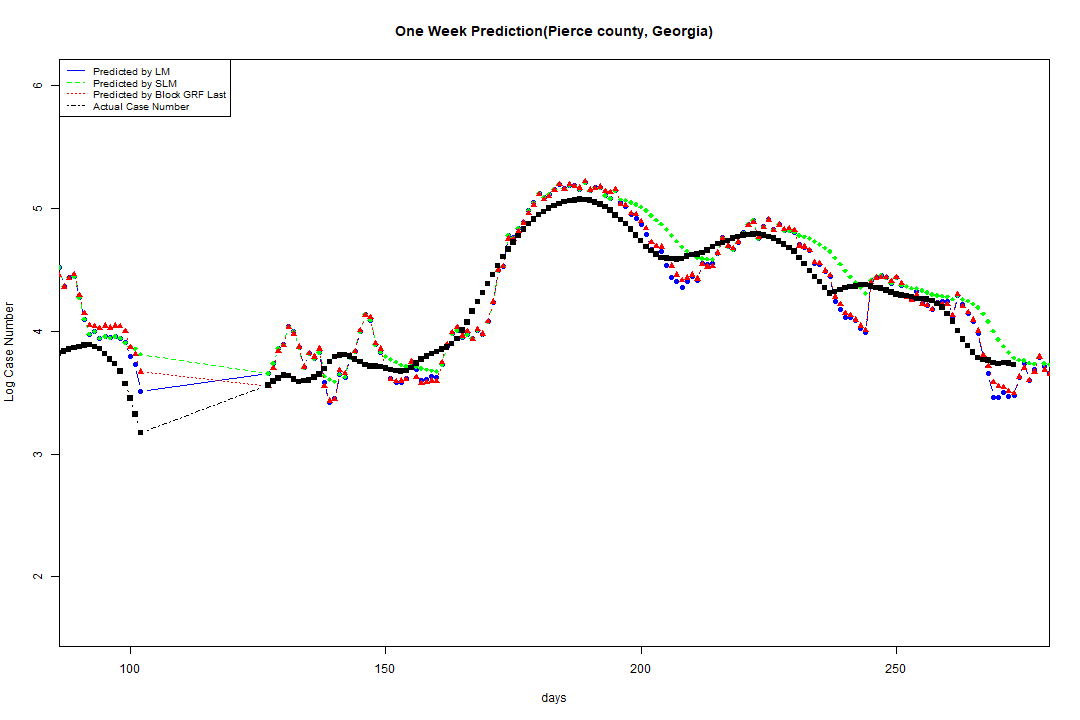 One Week Prediction(Pierce county, Georgia)
Predicted by LM
Predicted by SLM
Predicted by Block GRF Last
Actual Case Number
6
5
4
3
2
Log Case Number
100
150
200
250
days